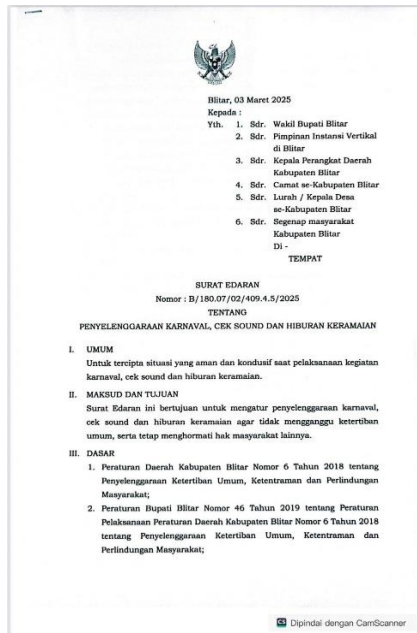 Blitar, 03 Maret 2025
Kepada :
Yth. 1. Sdr. Wakil Bupati Blitar
2. Sdr. Pimpinan Instansi Vertikal
di Blitar
3. Sdr. Kepala Perangkat Daerah
Kabupaten Blitar
4. Sdr. Camat se-Kabupaten Blitar
5. Sdr. Lurah / Kepala Desa
se-Kabupaten Blitar
6. Sdr. Segenap masyarakat
Kabupaten Blitar
Di -
TEMPAT
SURAT EDARAN
Nomor : B/180.07/02/409.4.5/2025
TENTANG
PENYELENGGARAAN KARNAVAL, CEK SOUND DAN HIBURAN KERAMAIAN
I. UMUM
Untuk tercipta situasi yang aman dan kondusif saat pelaksanaan kegiatan
karnaval, cek sound dan hiburan keramaian.
II. MAKSUD DAN TUJUAN
Surat Edaran ini bertujuan untuk mengatur penyelenggaraan karnaval,
cek sound dan hiburan keramaian agar tidak mengganggu ketertiban
umum, serta tetap menghormati hak masyarakat lainnya.
III. DASAR
1. Peraturan Daerah Kabupaten Blitar Nomor 6 Tahun 2018 tentang
Penyelenggaraan Ketertiban Umum, Ketentraman dan Perlindungan
Masyarakat;
2. Peraturan Bupati Blitar Nomor 46 Tahun 2019 tentang Peraturan
Pelaksanaan Peraturan Daerah Kabupaten Blitar Nomor 6 Tahun 2018
tentang Penyelenggaraan Ketertiban Umum, Ketentraman dan
Perlindungan Masyarakat;
CS Dipindai dengan CamScanner